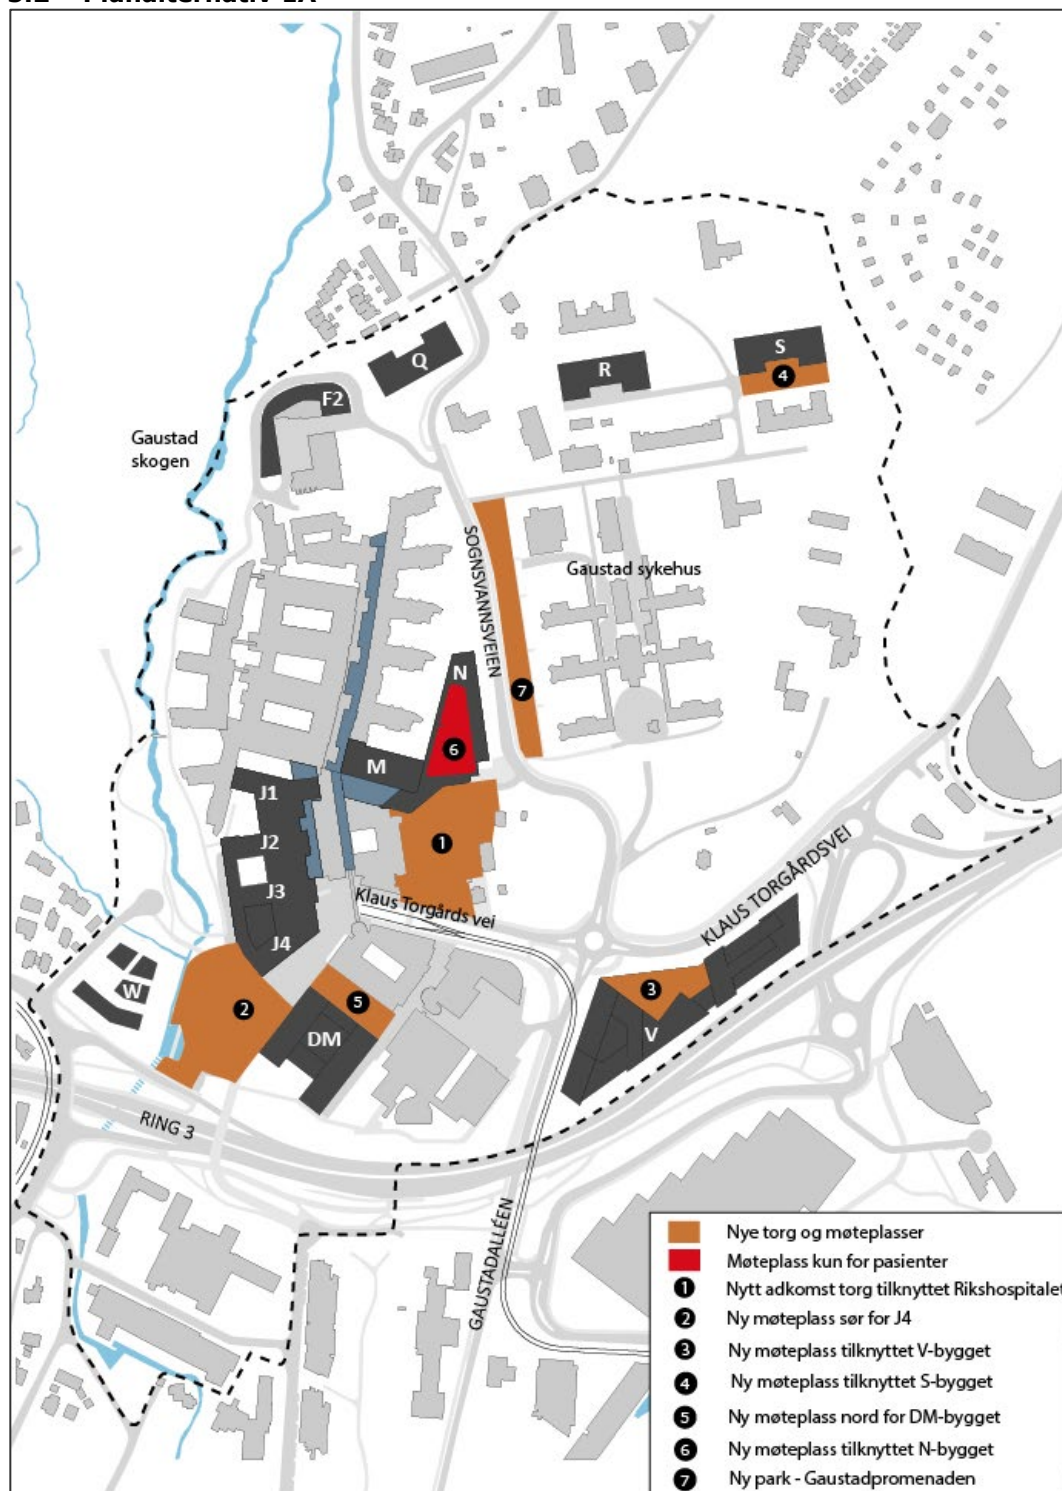 Q
R
S
4
F2
Gaustad
skogen
SOGNSVANNSVEIEN
Gaustad sykehus
N
7
6
M
J1
J2
J3
J4
1
Klaus Torgårds vei
KLAUS TORGÅRDSVEI
W
2
5
3
DM
V
RING 3
GAUSTADALLÉEN
Nye torg og møteplasser
Møteplass kun for pasienter
1 Nytt adkomst torg tilknyttet Rikshospitalet
2 Ny møteplass sør for J4
3 Ny møteplass tilknyttet V-bygget
4 Ny møteplass tilknyttet S-bygget
5 Ny møteplass nord for DM-bygget
6 Ny møteplass tilknyttet N-bygget
7 Ny park - Gaustadpromenaden